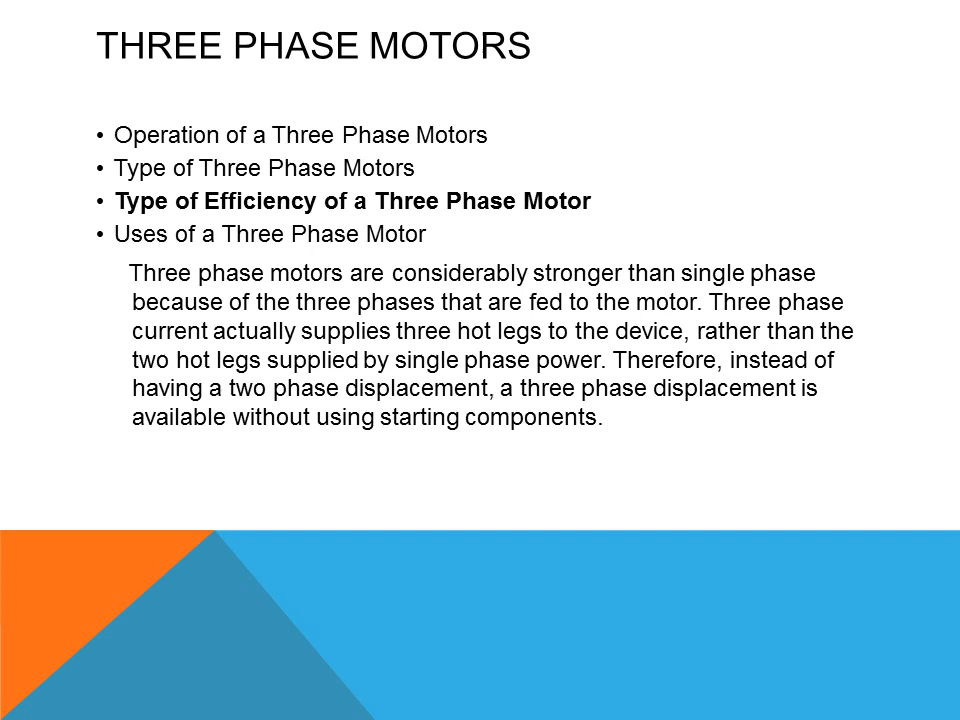 THREE PHASE MOTORS
• Operation of a Three Phase Motors
• Type of Three Phase Motors
• Type of Efficiency of a Three Phase Motor
• Uses of a Three Phase Motor
Three phase motors are considerably stronger than single phase
because of the three phases that are fed to the motor. Three phase
current actually supplies three hot legs to the device, rather than the
two hot legs supplied by single phase power. Therefore, instead of
having a two phase displacement, a three phase displacement is
available without using starting components.